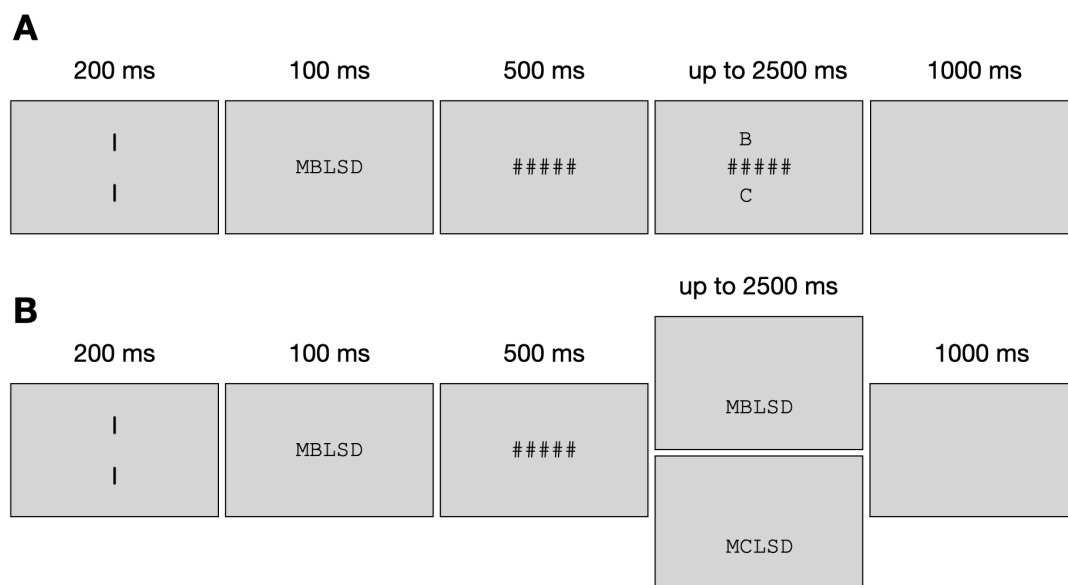 A
200 ms 100 ms 500 ms up to 2500 ms 1000 ms
B
MBLSD ##### #####
C
up to 2500 ms
B
200 ms 100 ms 500 ms 1000 ms
MBLSD
MBLSD #####
MCLSD